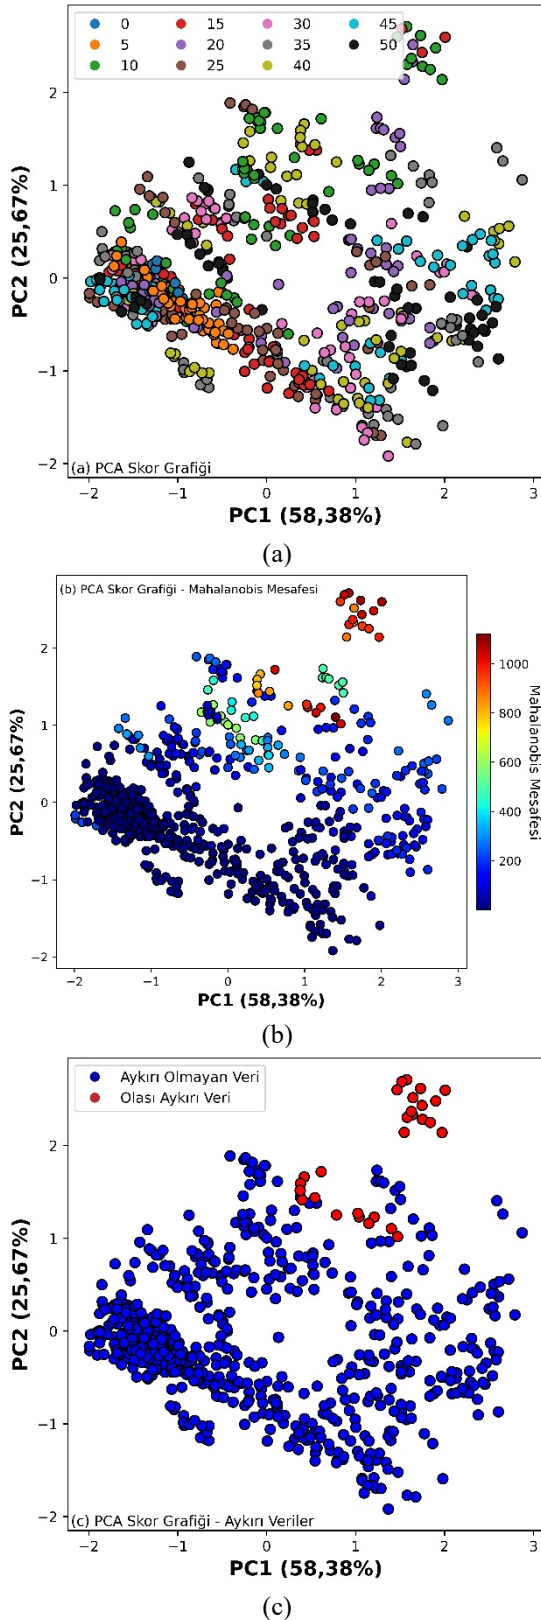 0 15 30 45
5 20 35 50
10 25 40
2
1
0
−1
−2
PC2 (25,67%)
(a) PCA Skor Grafiği
−2 −1 0 1 2 3
PC1 (58,38%)
(a)
(b) PCA Skor Grafiği - Mahalanobis Mesafesi
2
1
0
−1
−2
PC2 (25,67%)
1000
800
600
400
200
Mahalanobis Mesafesi
−2 −1 0 1 2 3
PC1 (58,38%)
(b)
Aykırı Olmayan Veri
Olası Aykırı Veri
2
1
0
−1
−2
PC2 (25,67%)
(c) PCA Skor Grafiği - Aykırı Veriler
−2 −1 0 1 2 3
PC1 (58,38%)
(c)